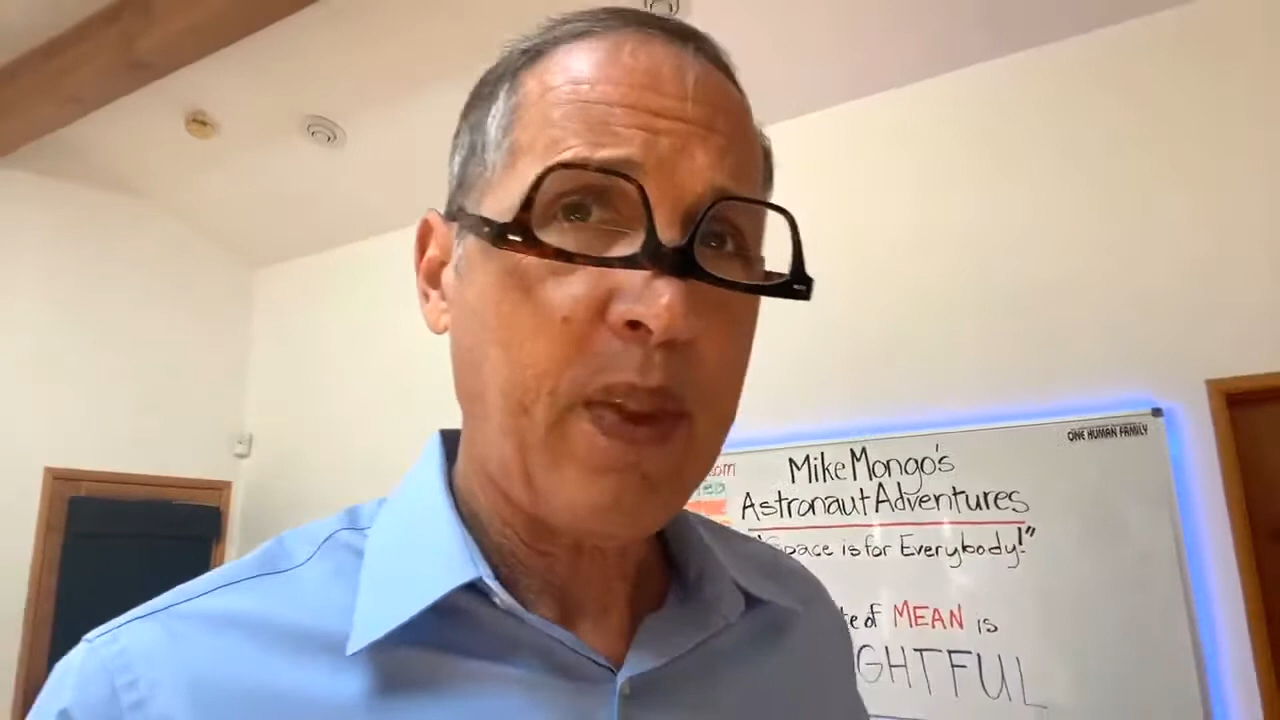 ONE HUMAN FAMILY
Mike Mongo's
Astronaut Adventures
"Space is for Everybody!"
of MEAN is
GHTFUL